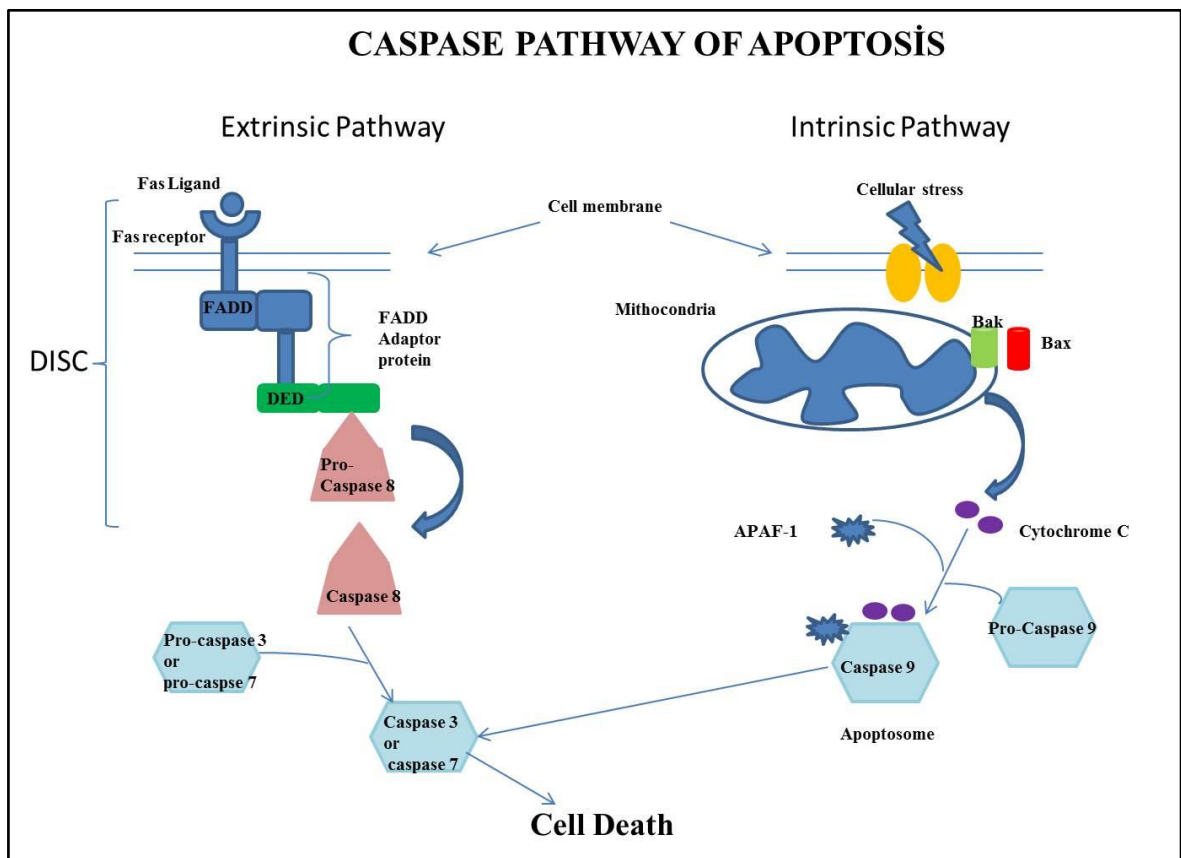 CASPASE PATHWAY OF APOPTOSİS
Extrinsic Pathway
Intrinsic Pathway
Fas Ligand
Cellular stress
Cell membrane
Fas receptor
FADD
Mithocondria
FADD
Adaptor
protein
Bak
Bax
DISC
DED
Pro-
Caspase 8
APAF-1
Cytochrome C
Caspase 8
Pro-Caspase 9
Pro-caspase 3
or
pro-caspse 7
Caspase 9
Caspase 3
or
caspase 7
Apoptosome
Cell Death